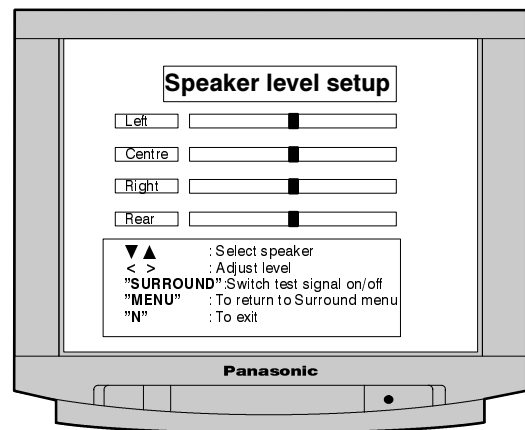 Speaker level setup
Left
Centre
Right
Rear
▼ ▲ : Select speaker
< > : Adjust level
"SURROUND" :Switch test signal on/off
"MENU" : To return to Surround menu
"N" : To exit
Panasonic